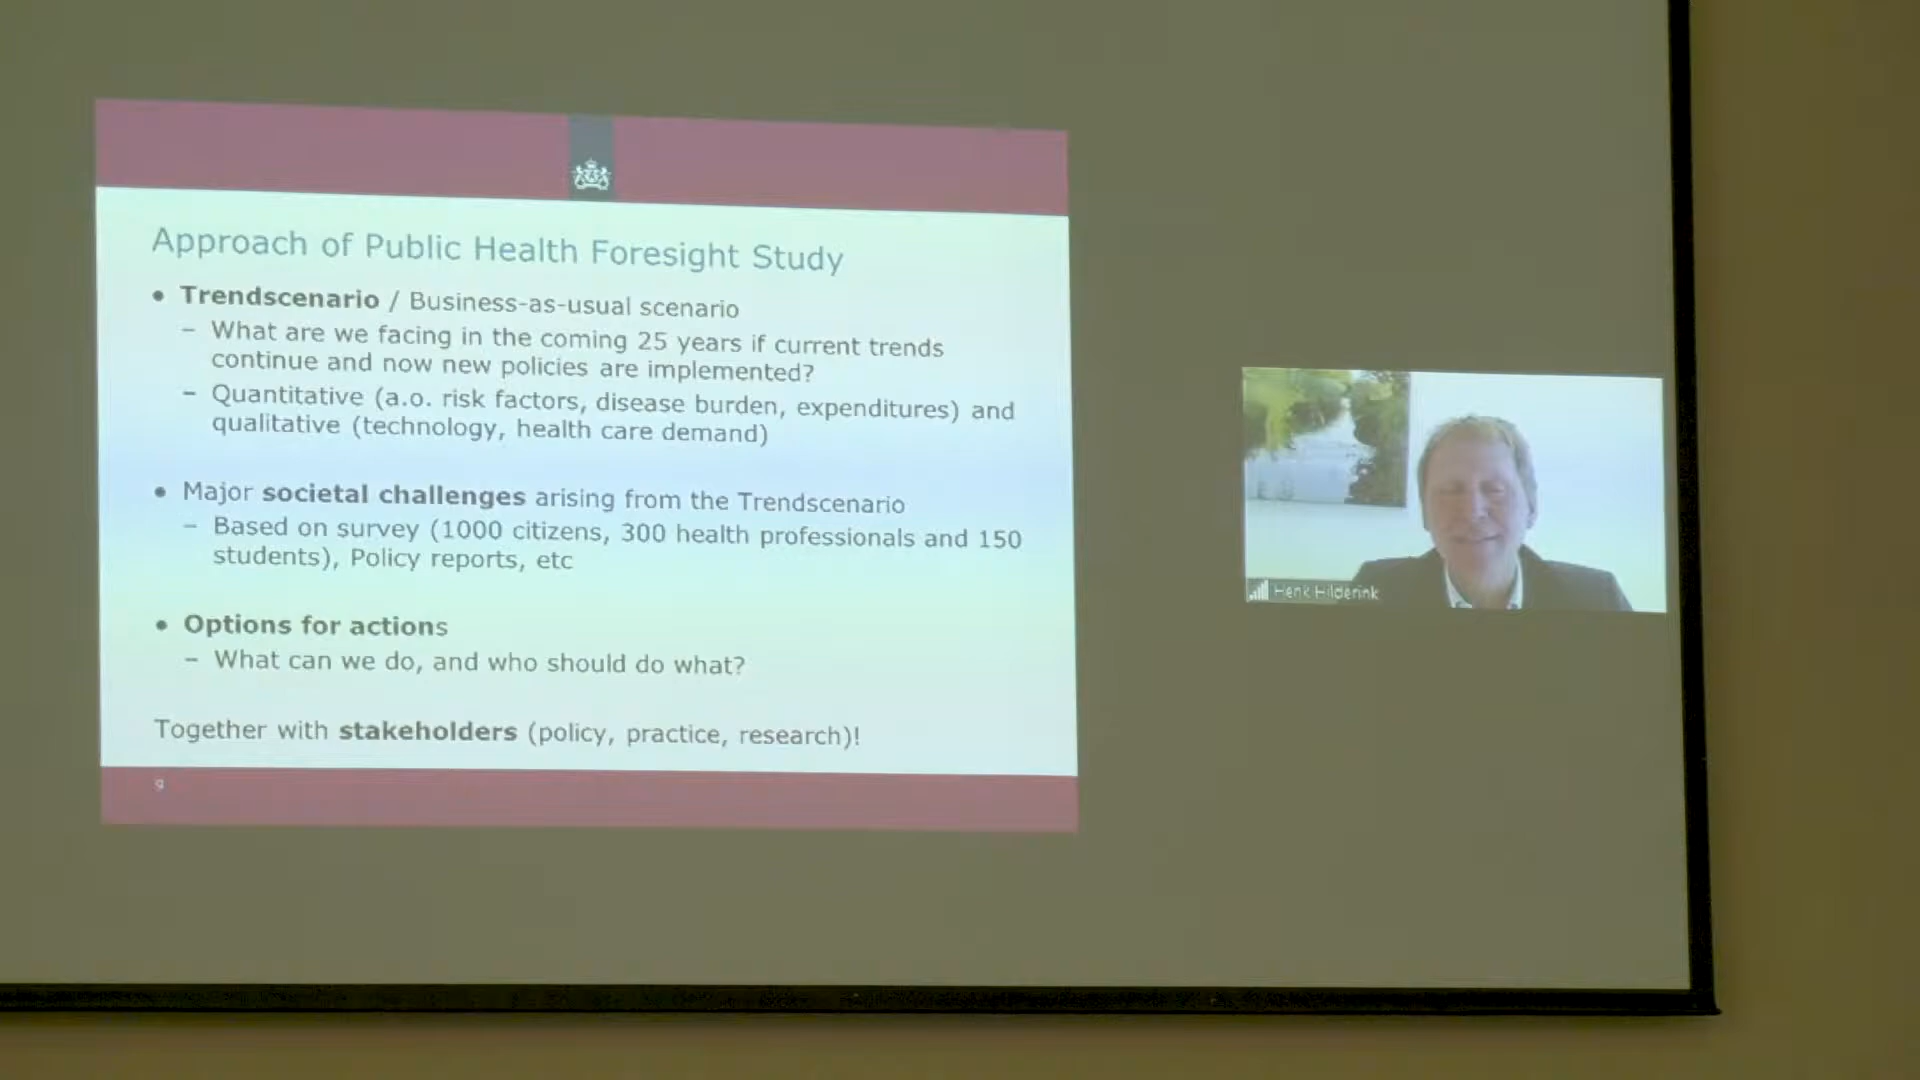 Approach of Public Health Foresight Study
• Trendscenario / Business-as-usual scenario
– What are we facing in the coming 25 years if current trends
continue and now new policies are implemented?
– Quantitative (a.o. risk factors, disease burden, expenditures) and
qualitative (technology, health care demand)
• Major societal challenges arising from the Trendscenario
– Based on survey (1000 citizens, 300 health professionals and 150
students), Policy reports, etc
• Options for actions
– What can we do, and who should do what?
Together with stakeholders (policy, practice, research)!
9
Henk Hilderink